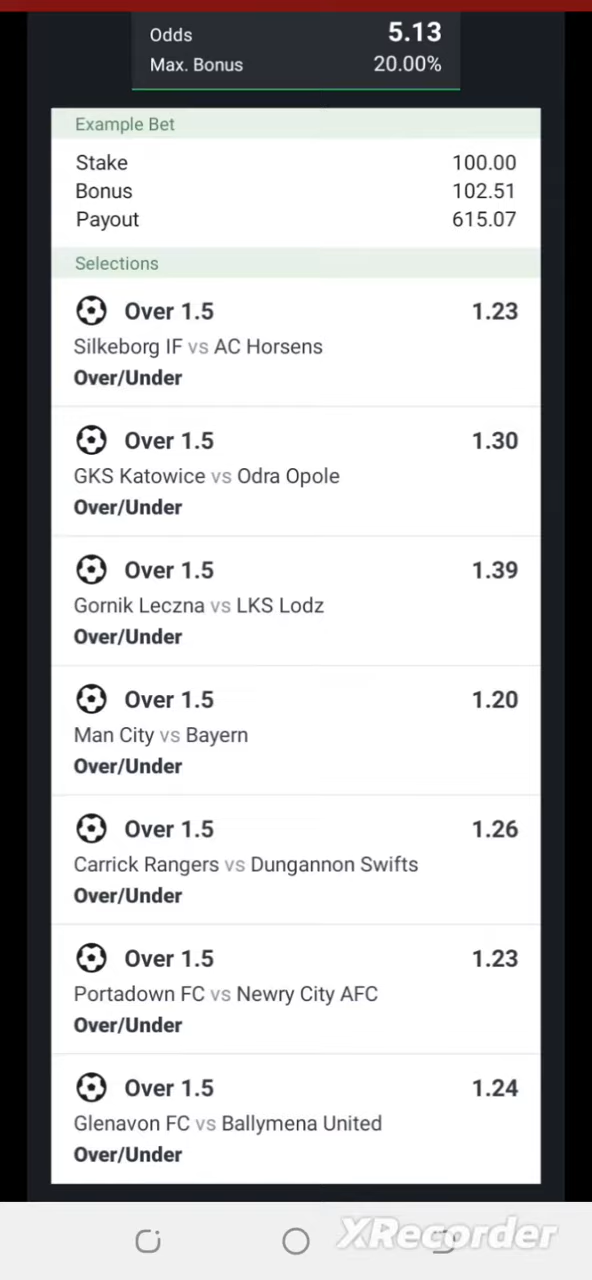 Odds 5.13
Max. Bonus 20.00%
Example Bet
Stake 100.00
Bonus 102.51
Payout 615.07
Selections
Over 1.5 1.23
Silkeborg IF vs AC Horsens
Over/Under
Over 1.5 1.30
GKS Katowice vs Odra Opole
Over/Under
Over 1.5 1.39
Gornik Leczna vs LKS Lodz
Over/Under
Over 1.5 1.20
Man City vs Bayern
Over/Under
Over 1.5 1.26
Carrick Rangers vs Dungannon Swifts
Over/Under
Over 1.5 1.23
Portadown FC vs Newry City AFC
Over/Under
Over 1.5 1.24
Glenavon FC vs Ballymena United
Over/Under
XRecorder